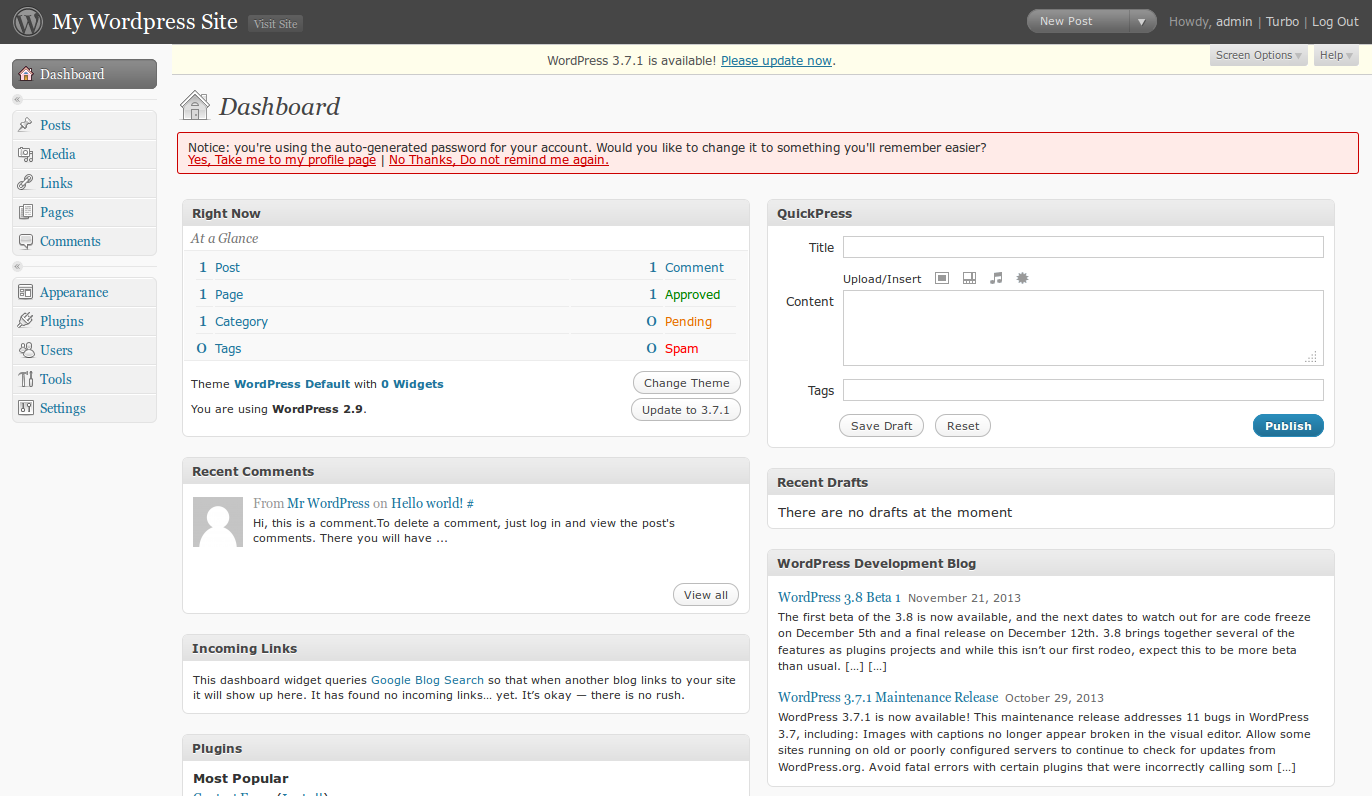 My Wordpress Site Visit Site New Post Howdy, admin | Turbo | Log Out
WordPress 3.7.1 is available! Please update now.
Screen Options Help
Dashboard
Posts
Media
Links
Pages
Comments
Appearance
Plugins
Users
Tools
Settings
Dashboard
Notice: you're using the auto-generated password for your account. Would you like to change it to something you'll remember easier?
Yes, Take me to my profile page | No Thanks, Do not remind me again.
Right Now
At a Glance
1 Post 1 Comment
1 Page 1 Approved
1 Category 0 Pending
0 Tags 0 Spam
Theme WordPress Default with 0 Widgets Change Theme
You are using WordPress 2.9. Update to 3.7.1
Recent Comments
From Mr WordPress on Hello world! #
Hi, this is a comment.To delete a comment, just log in and view the post's
comments. There you will have ...
View all
Incoming Links
This dashboard widget queries Google Blog Search so that when another blog links to your site
it will show up here. It has found no incoming links... yet. It's okay — there is no rush.
Plugins
Most Popular
QuickPress
Title
Upload/Insert
Content
Tags
Save Draft Reset Publish
Recent Drafts
There are no drafts at the moment
WordPress Development Blog
WordPress 3.8 Beta 1 November 21, 2013
The first beta of the 3.8 is now available, and the next dates to watch out for are code freeze
on December 5th and a final release on December 12th. 3.8 brings together several of the
features as plugins projects and while this isn't our first rodeo, expect this to be more beta
than usual. [...] [...]
WordPress 3.7.1 Maintenance Release October 29, 2013
WordPress 3.7.1 is now available! This maintenance release addresses 11 bugs in WordPress
3.7, including: Images with captions no longer appear broken in the visual editor. Allow some
sites running on old or poorly configured servers to continue to check for updates from
WordPress.org. Avoid fatal errors with certain plugins that were incorrectly calling som [...]